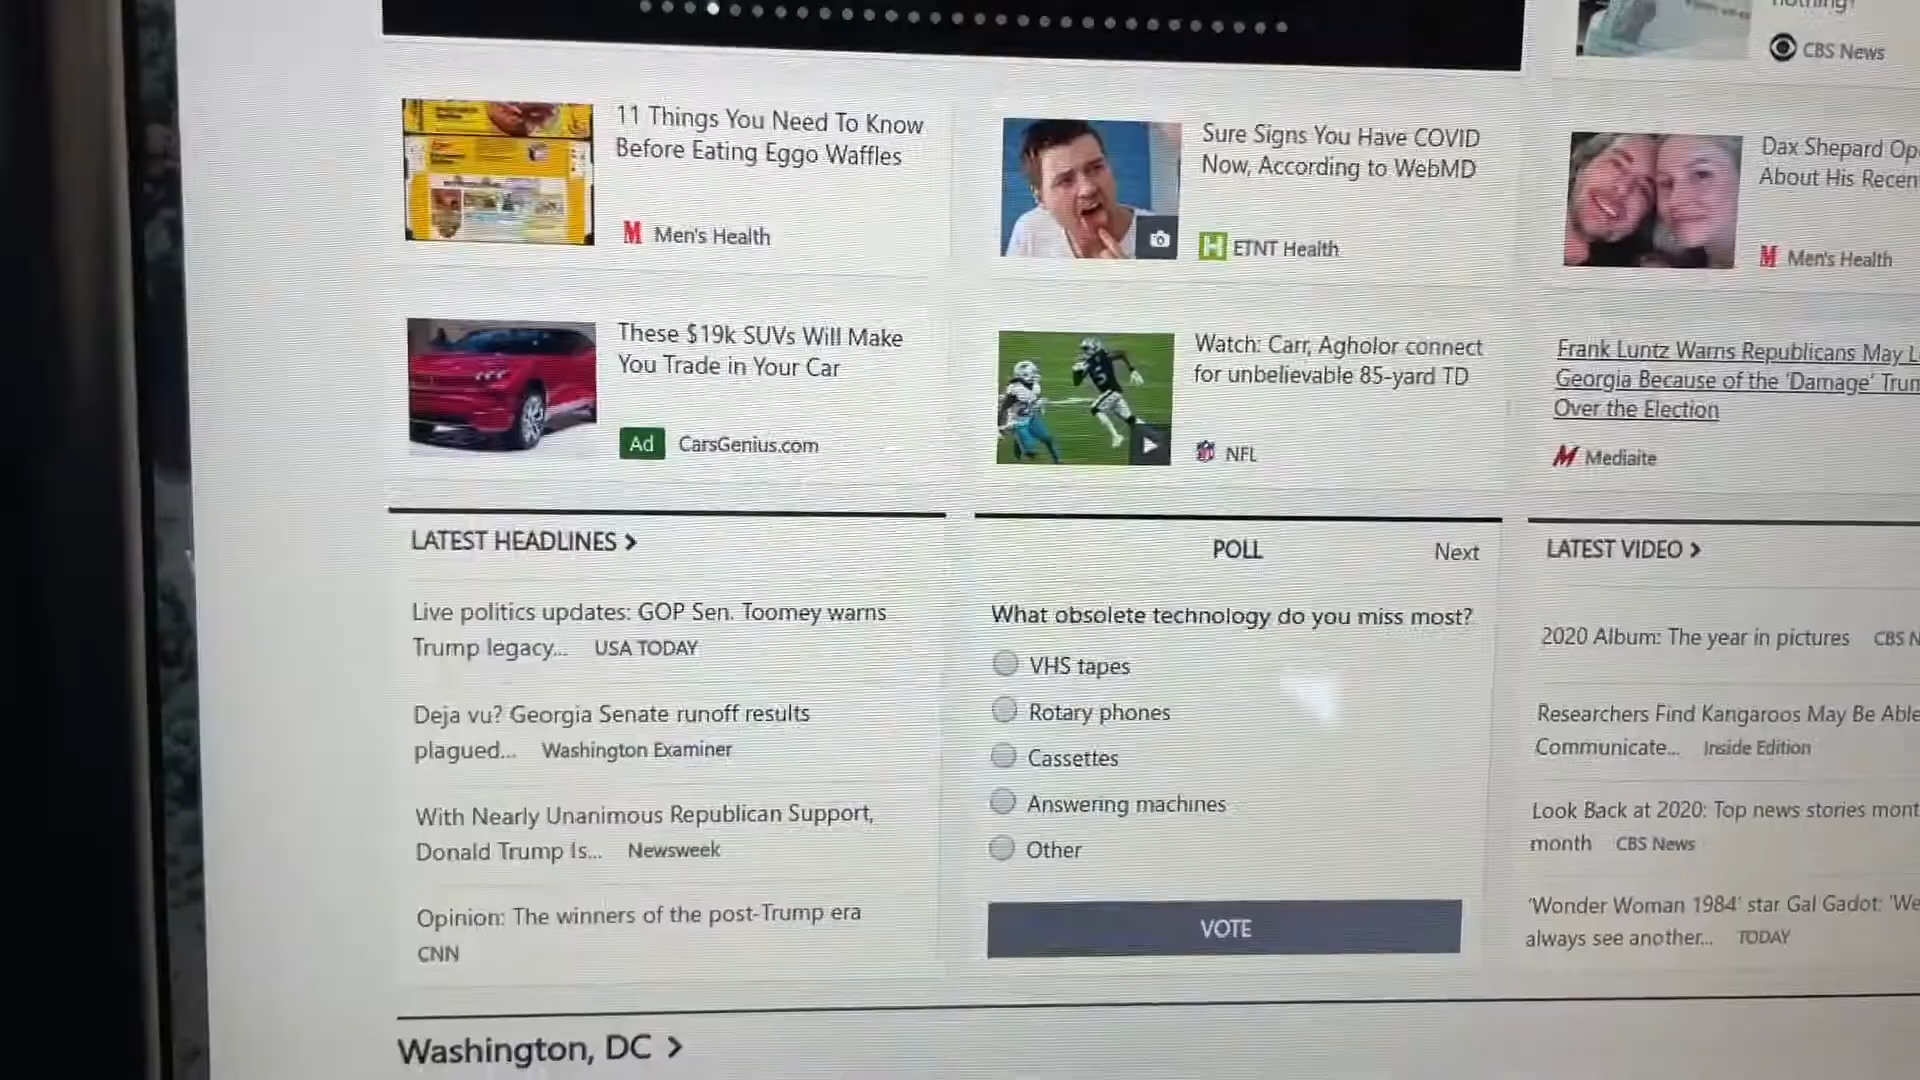 nothing?
CBS News
11 Things You Need To Know
Before Eating Eggo Waffles
Men's Health
Sure Signs You Have COVID
Now, According to WebMD
ETNT Health
Dax Shepard Op
About His Recen
Men's Health
These $19k SUVs Will Make
You Trade in Your Car
Ad CarsGenius.com
Watch: Carr, Agholor connect
for unbelievable 85-yard TD
NFL
Frank Luntz Warns Republicans May L
Georgia Because of the 'Damage' Trum
Over the Election
Mediaite
LATEST HEADLINES >
Live politics updates: GOP Sen. Toomey warns
Trump legacy... USA TODAY
Deja vu? Georgia Senate runoff results
plagued... Washington Examiner
With Nearly Unanimous Republican Support,
Donald Trump Is... Newsweek
Opinion: The winners of the post-Trump era
CNN
POLL Next
What obsolete technology do you miss most?
VHS tapes
Rotary phones
Cassettes
Answering machines
Other
VOTE
LATEST VIDEO >
2020 Album: The year in pictures CBS N
Researchers Find Kangaroos May Be Able
Communicate... Inside Edition
Look Back at 2020: Top news stories mont
month CBS News
'Wonder Woman 1984' star Gal Gadot: 'We
always see another... TODAY
Washington, DC >